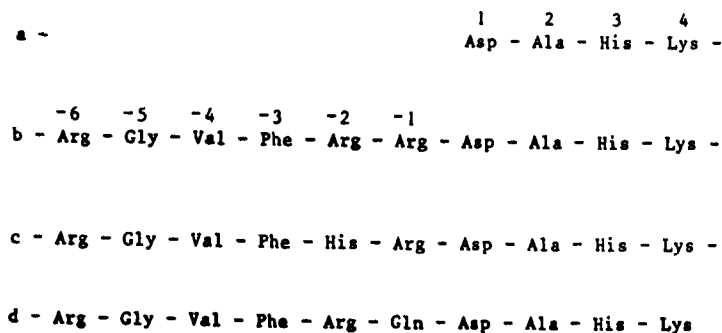 1 2 3 4
a - Asp - Ala - His - Lys -
-6 -5 -4 -3 -2 -1
b - Arg - Gly - Val - Phe - Arg - Arg - Asp - Ala - His - Lys -
c - Arg - Gly - Val - Phe - His - Arg - Asp - Ala - His - Lys -
d - Arg - Gly - Val - Phe - Arg - Gln - Asp - Ala - His - Lys